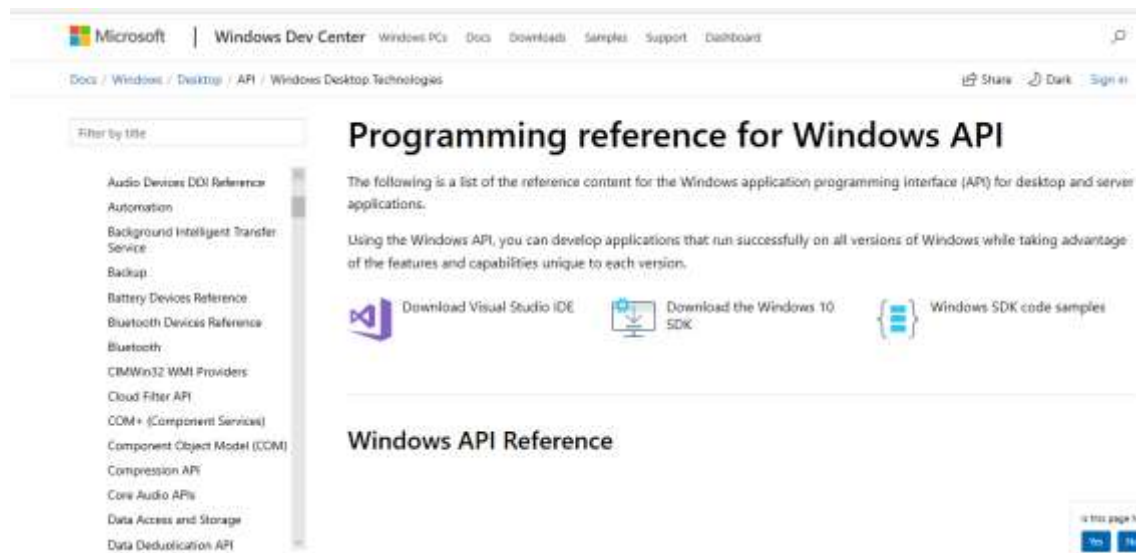 Microsoft | Windows Dev Center Windows PCs Docs Downloads Samples Support Dashboard
Docs / Windows / Desktop / API / Windows Desktop Technologies
Share Dark Sign in
Filter by title
Audio Devices DDI Reference
Automation
Background Intelligent Transfer
Service
Backup
Battery Devices Reference
Bluetooth Devices Reference
Bluetooth
CIMWin32 WMI Providers
Cloud Filter API
COM+ (Component Services)
Component Object Model (COM)
Compression API
Core Audio APIs
Data Access and Storage
Data Deduplication API
Programming reference for Windows API
The following is a list of the reference content for the Windows application programming interface (API) for desktop and server
applications.
Using the Windows API, you can develop applications that run successfully on all versions of Windows while taking advantage
of the features and capabilities unique to each version.
Download Visual Studio IDE
Download the Windows 10
SDK
Windows SDK code samples
Windows API Reference
Is this page
Yes